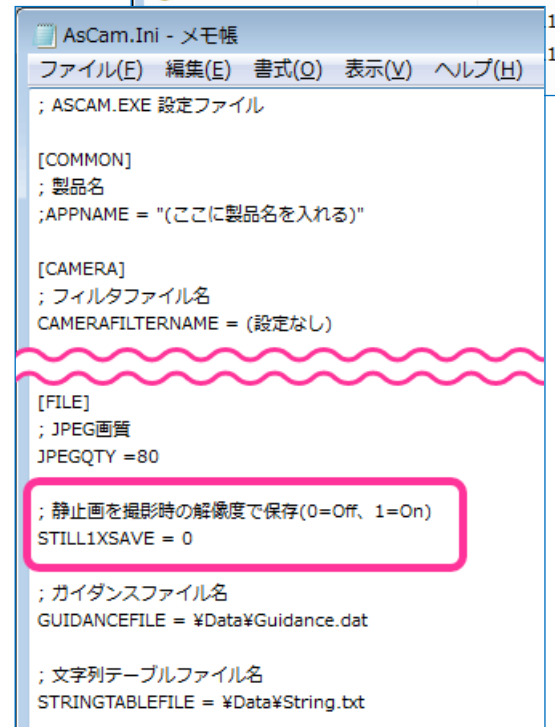 AsCam.Ini - メモ帳
ファイル(F) 編集(E) 書式(O) 表示(V) ヘルプ(H)
; ASCAM.EXE 設定ファイル
[COMMON]
; 製品名
;APPNAME = "(ここに製品名を入れる)"
[CAMERA]
; フィルタファイル名
CAMERAFILTERNAME = (設定なし)
[FILE]
; JPEG画質
JPEGQTY =80
; 静止画を撮影時の解像度で保存(0=Off、1=On)
STILL1XSAVE = 0
; ガイダンスファイル名
GUIDANCEFILE = ¥Data¥Guidance.dat
; 文字列テーブルファイル名
STRINGTABLEFILE = ¥Data¥String.txt